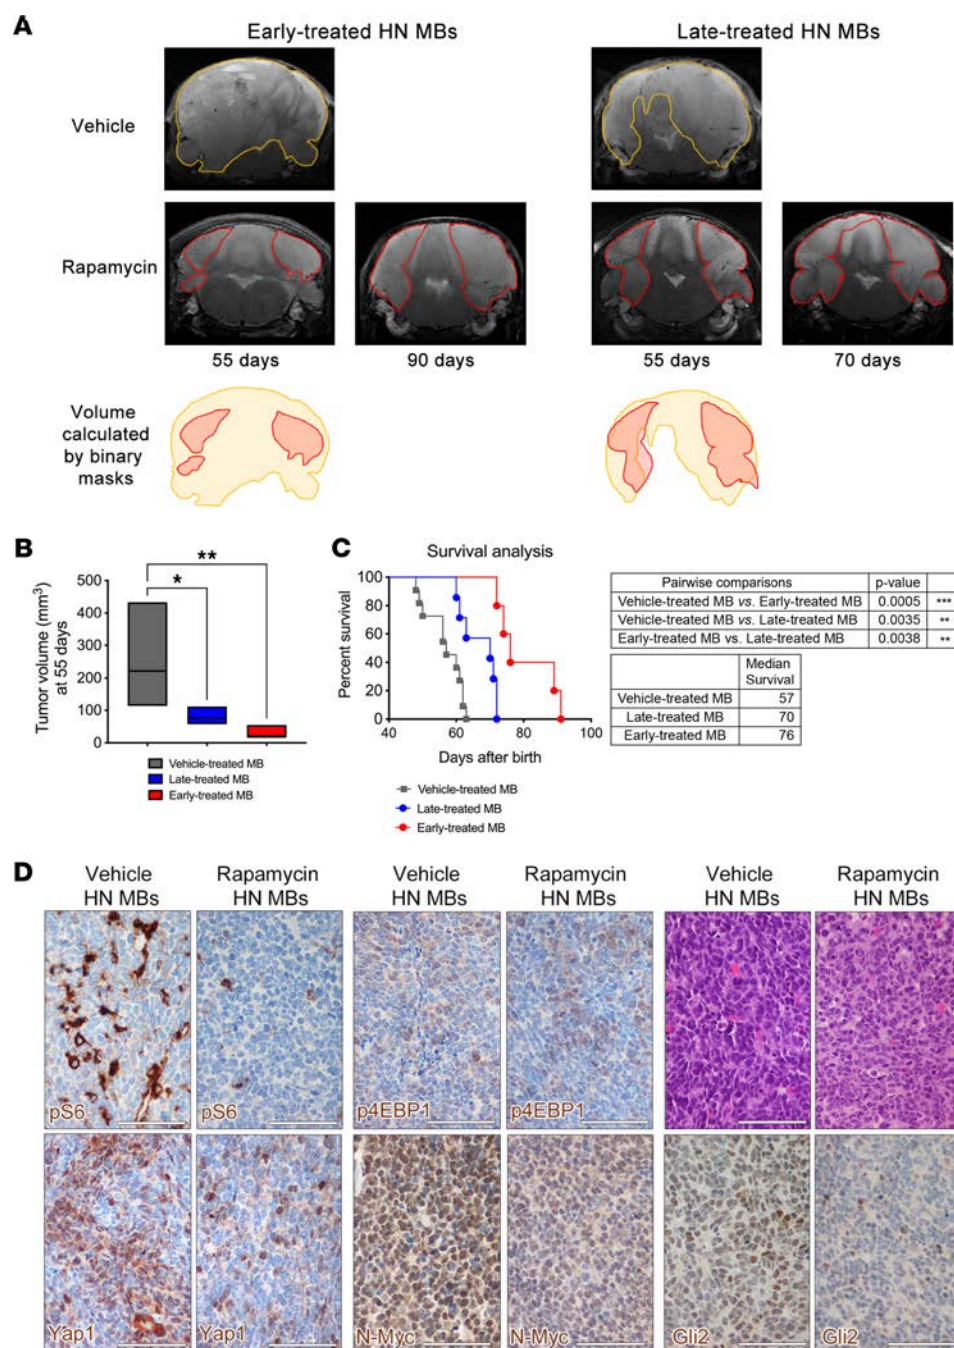 A
Early-treated HN MBs
Late-treated HN MBs
Vehicle
Rapamycin
55 days
90 days
55 days
70 days
Volume
calculated
by binary
masks
B
Tumor volume (mm³)
at 55 days
500
400
300
200
100
0
*
**
Vehicle-treated MB
Late-treated MB
Early-treated MB
C
Survival analysis
Percent survival
100
80
60
40
20
0
40
60
80
100
Days after birth
Vehicle-treated MB
Late-treated MB
Early-treated MB
Pairwise comparisons p-value
Vehicle-treated MB vs. Early-treated MB 0.0005 ***
Vehicle-treated MB vs. Late-treated MB 0.0035 **
Early-treated MB vs. Late-treated MB 0.0038 **
Median
Survival
Vehicle-treated MB 57
Late-treated MB 70
Early-treated MB 76
D
Vehicle
HN MBs
Rapamycin
HN MBs
Vehicle
HN MBs
Rapamycin
HN MBs
Vehicle
HN MBs
Rapamycin
HN MBs
pS6
pS6
p4EBP1
p4EBP1
Yap1
Yap1
N-Myc
N-Myc
Gli2
Gli2